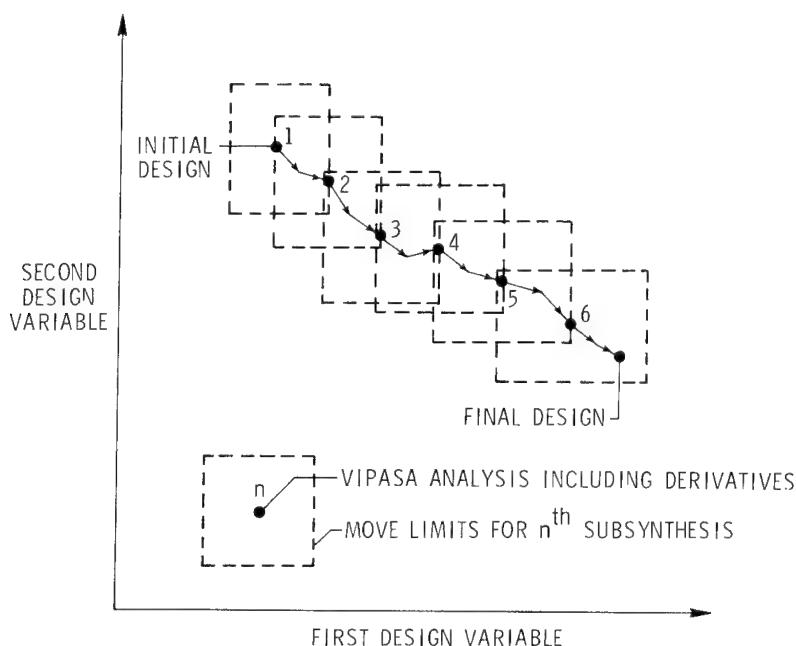 INITIAL
DESIGN
1
2
3
4
5
6
SECOND
DESIGN
VARIABLE
FINAL DESIGN
n
VIPASA ANALYSIS INCLUDING DERIVATIVES
MOVE LIMITS FOR nth SUBSYNTHESIS
FIRST DESIGN VARIABLE